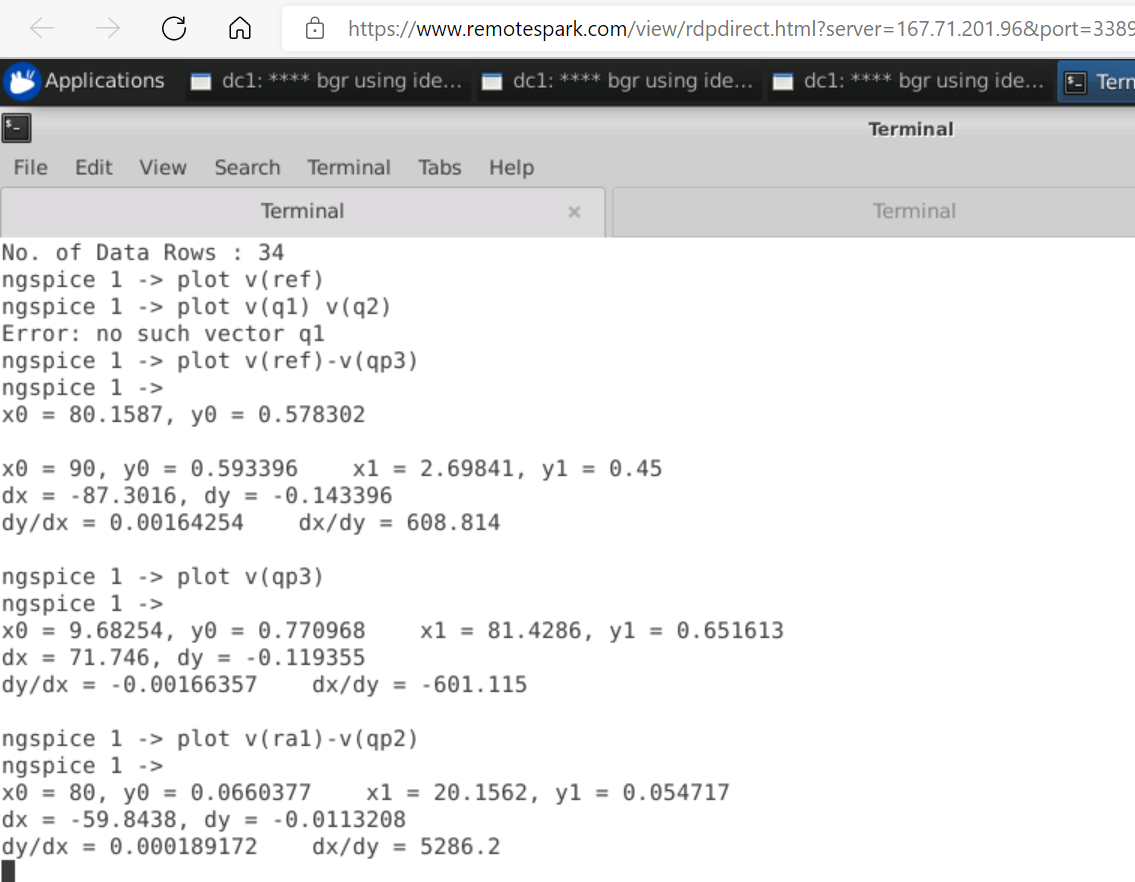 https://www.remotespark.com/view/rdpdirect.html?server=167.71.201.96&port=3389
Applications
dc1: **** bgr using ide...
dc1: **** bgr using ide...
dc1: **** bgr using ide...
Term
Terminal
File Edit View Search Terminal Tabs Help
Terminal × Terminal
No. of Data Rows : 34
ngspice 1 -> plot v(ref)
ngspice 1 -> plot v(q1) v(q2)
Error: no such vector q1
ngspice 1 -> plot v(ref)-v(qp3)
ngspice 1 ->
x0 = 80.1587, y0 = 0.578302
x0 = 90, y0 = 0.593396    x1 = 2.69841, y1 = 0.45
dx = -87.3016, dy = -0.143396
dy/dx = 0.00164254    dx/dy = 608.814
ngspice 1 -> plot v(qp3)
ngspice 1 ->
x0 = 9.68254, y0 = 0.770968    x1 = 81.4286, y1 = 0.651613
dx = 71.746, dy = -0.119355
dy/dx = -0.00166357    dx/dy = -601.115
ngspice 1 -> plot v(ra1)-v(qp2)
ngspice 1 ->
x0 = 80, y0 = 0.0660377    x1 = 20.1562, y1 = 0.054717
dx = -59.8438, dy = -0.0113208
dy/dx = 0.000189172    dx/dy = 5286.2